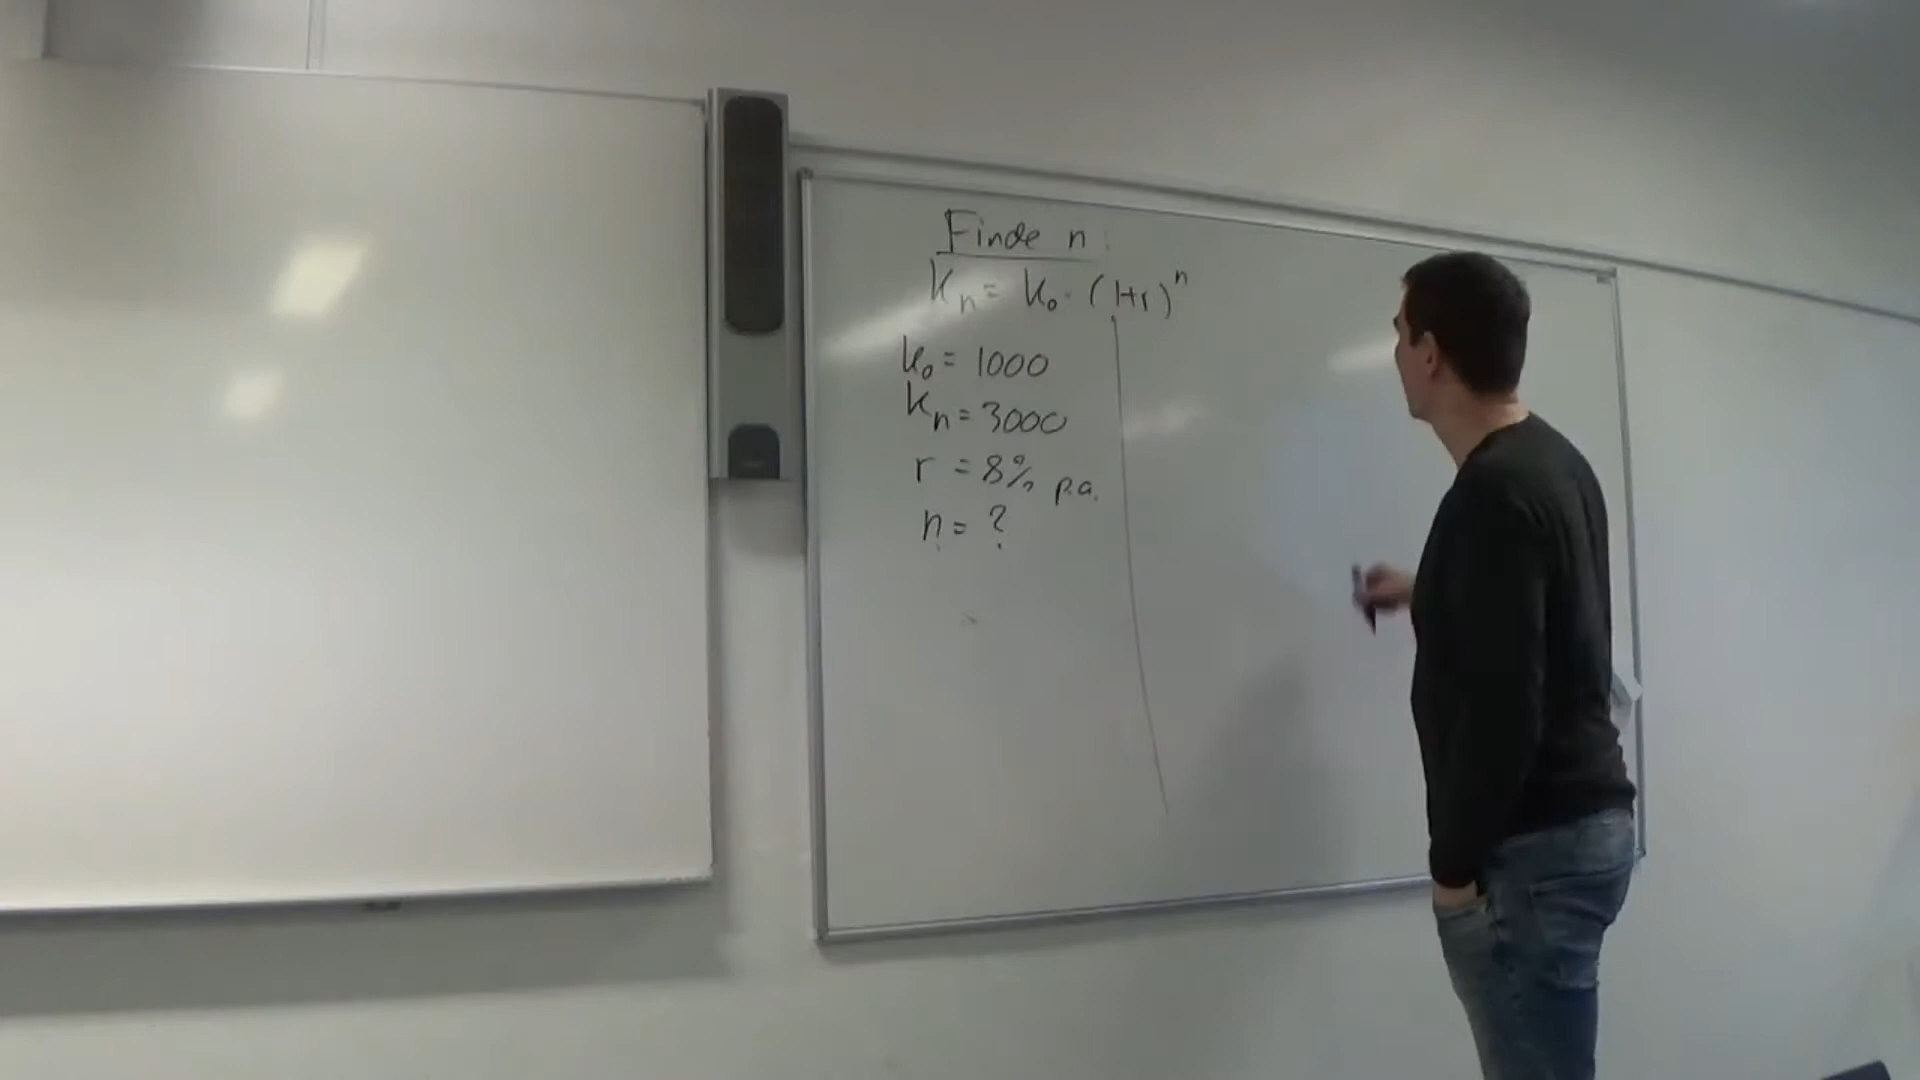 Finde n:
Kn = K₀ · (1+r)ⁿ
K₀ = 1000
Kn = 3000
r = 8% p.a.
n = ?